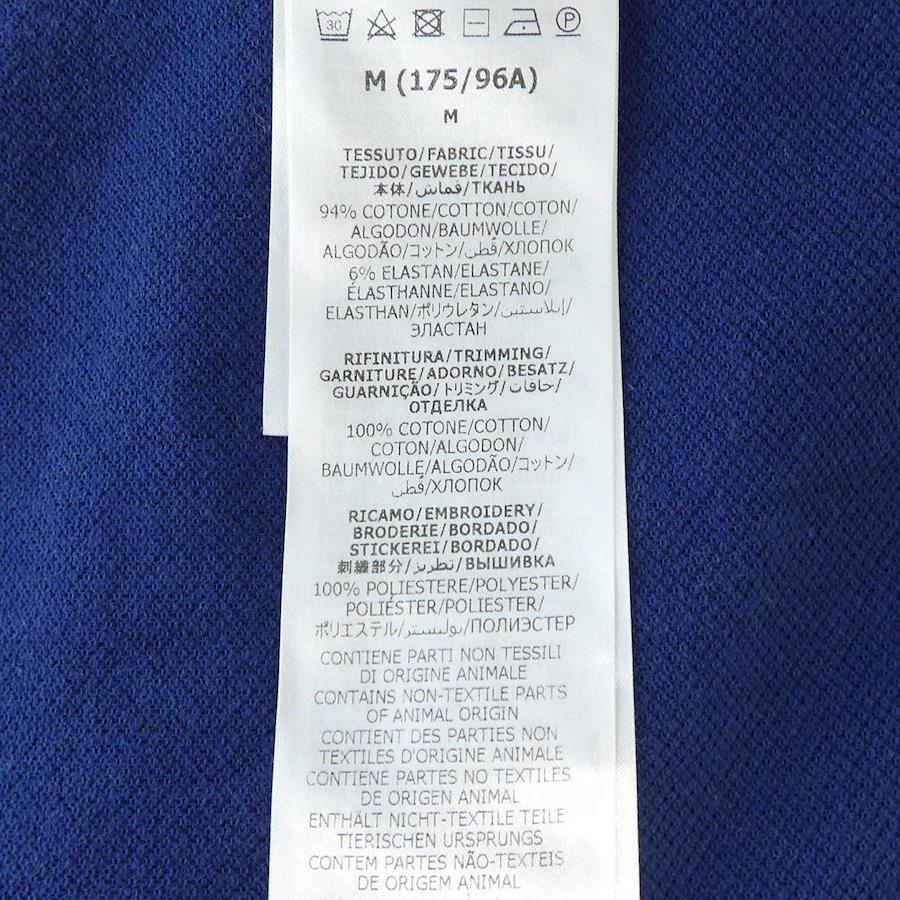 30 P
M (175/96A)
M
TESSUTO/FABRIC/TISSU/
TEJIDO/GEWEBE/TECIDO/
本体/قماش/ТКАНЬ
94% COTONE/COTTON/COTON/
ALGODON/BAUMWOLLE/
ALGODÃO/コットン/قطن/ХЛОПОК
6% ELASTAN/ELASTANE/
ÉLASTHANNE/ELASTANO/
ELASTHAN/ポリウレタン/إيلاستين/
ЭЛАСТАН
RIFINITURA/TRIMMING/
GARNITURE/ADORNO/BESATZ/
GUARNIÇÃO/トリミング/حافات/
ОТДЕЛКА
100% COTONE/COTTON/
COTON/ALGODON/
BAUMWOLLE/ALGODÃO/コットン/
قطن/ХЛОПОК
RICAMO/EMBROIDERY/
BRODERIE/BORDADO/
STICKEREI/BORDADO/
刺繍部分/تطريز/ВЫШИВКА
100% POLIESTERE/POLYESTER/
POLIÉSTER/POLIESTER/
ポリエステル/بوليستر/ПОЛИЭСТЕР
CONTIENE PARTI NON TESSILI
DI ORIGINE ANIMALE
CONTAINS NON-TEXTILE PARTS
OF ANIMAL ORIGIN
CONTIENT DES PARTIES NON
TEXTILES D'ORIGINE ANIMALE
CONTIENE PARTES NO TEXTILES
DE ORIGEN ANIMAL
ENTHÄLT NICHT-TEXTILE TEILE
TIERISCHEN URSPRUNGS
CONTEM PARTES NÃO-TEXTEIS
DE ORIGEM ANIMAL